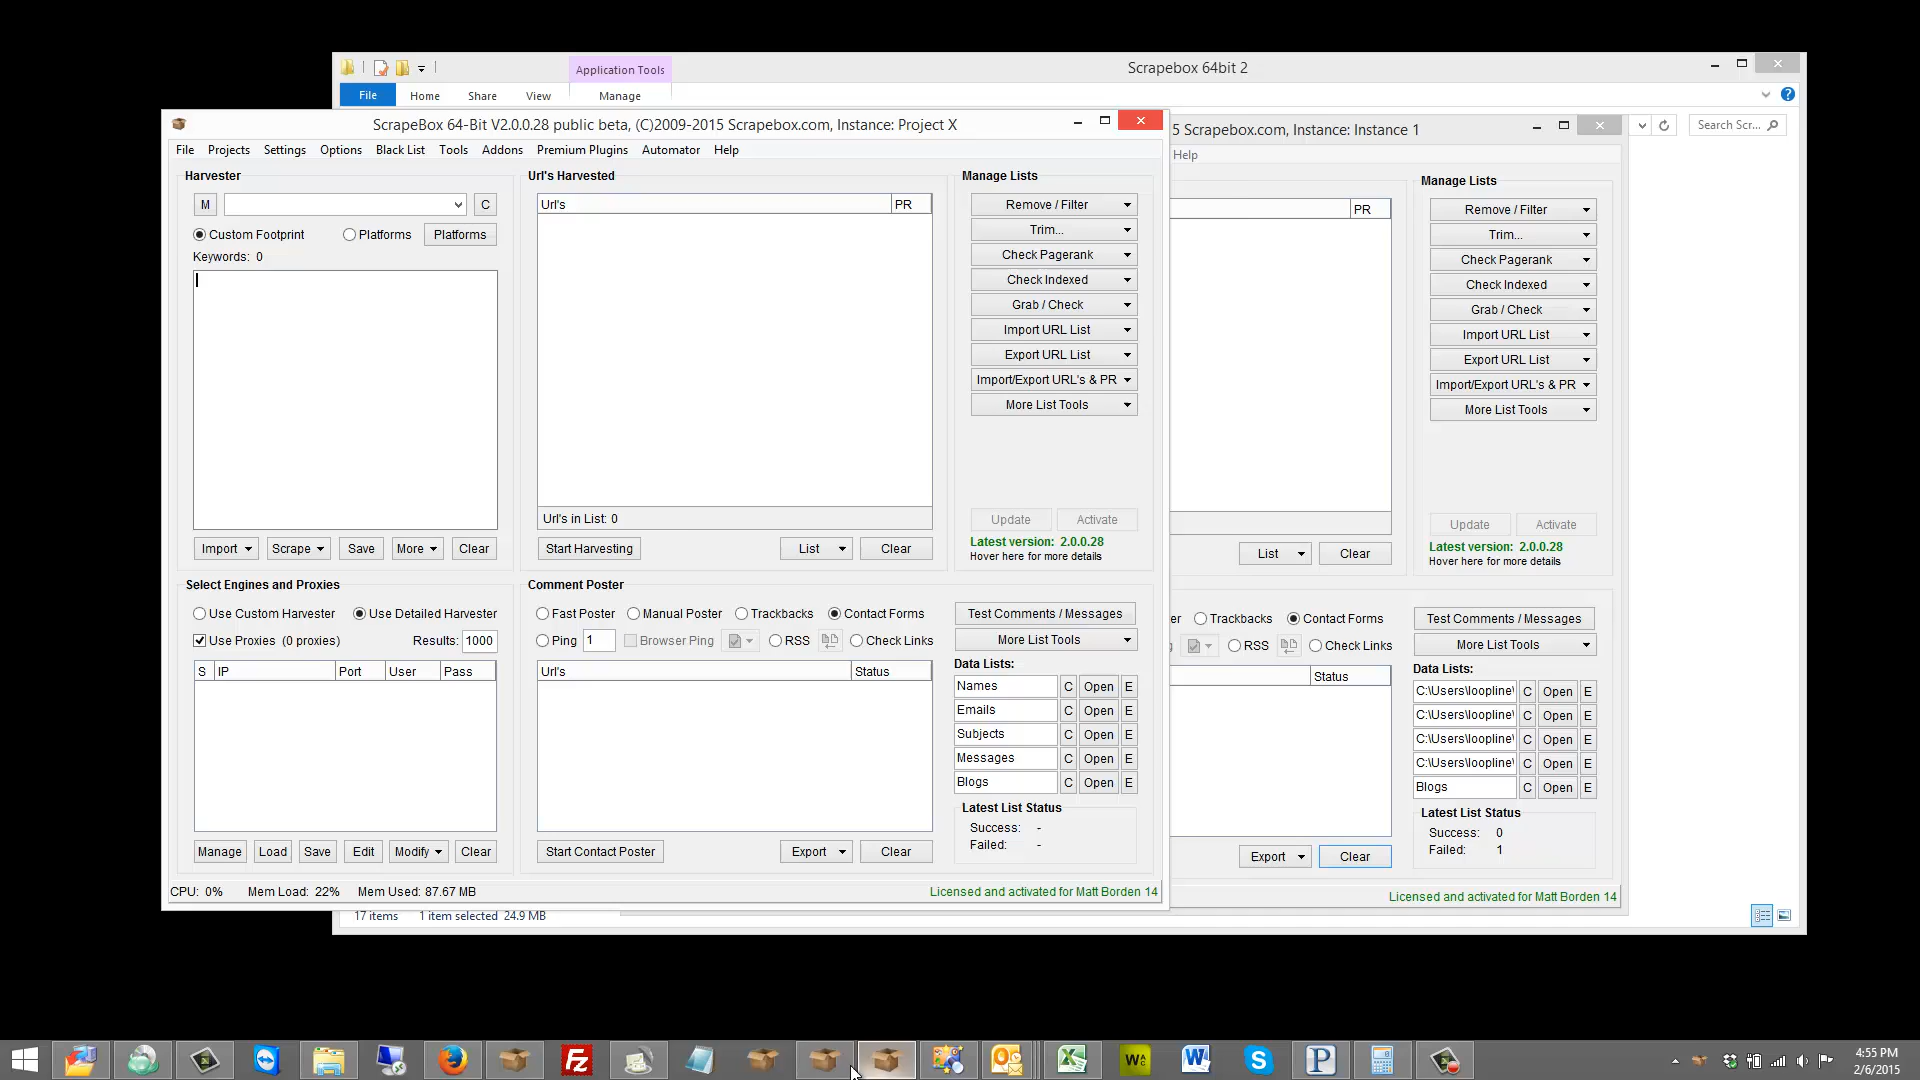 Application Tools
Scrapebox 64bit 2
File Home Share View Manage
ScrapeBox 64-Bit V2.0.0.28 public beta, (C)2009-2015 Scrapebox.com, Instance: Project X
5 Scrapebox.com, Instance: Instance 1
Search Scr...
File Projects Settings Options Black List Tools Addons Premium Plugins Automator Help
Help
Harvester
Url's Harvested
Manage Lists
Manage Lists
M
C
Url's PR
PR
Remove / Filter
Remove / Filter
Custom Footprint
Platforms
Platforms
Trim...
Trim...
Keywords: 0
Check Pagerank
Check Pagerank
Check Indexed
Check Indexed
Grab / Check
Grab / Check
Import URL List
Import URL List
Export URL List
Export URL List
Import/Export URL's & PR
Import/Export URL's & PR
More List Tools
More List Tools
Url's in List: 0
Update Activate
Update Activate
Latest version: 2.0.0.28
Latest version: 2.0.0.28
Hover here for more details
Hover here for more details
Import Scrape Save More Clear
Start Harvesting List Clear
List Clear
Select Engines and Proxies
Comment Poster
Use Custom Harvester Use Detailed Harvester
Fast Poster Manual Poster Trackbacks Contact Forms
Test Comments / Messages
er Trackbacks Contact Forms
Test Comments / Messages
Use Proxies (0 proxies) Results: 1000
Ping 1 Browser Ping RSS Check Links
More List Tools
g RSS Check Links
More List Tools
S IP Port User Pass
Url's Status
Data Lists:
Status
Data Lists:
Names C Open E
C:\Users\loopline\ C Open E
Emails C Open E
C:\Users\loopline\ C Open E
Subjects C Open E
C:\Users\loopline\ C Open E
Messages C Open E
C:\Users\loopline\ C Open E
Blogs C Open E
Blogs C Open E
Latest List Status
Latest List Status
Success: -
Success: 0
Failed: -
Failed: 1
Manage Load Save Edit Modify Clear
Start Contact Poster Export Clear
Export Clear
CPU: 0% Mem Load: 22% Mem Used: 87.67 MB
Licensed and activated for Matt Borden 14
Licensed and activated for Matt Borden 14
17 items 1 item selected 24.9 MB
4:55 PM
2/6/2015